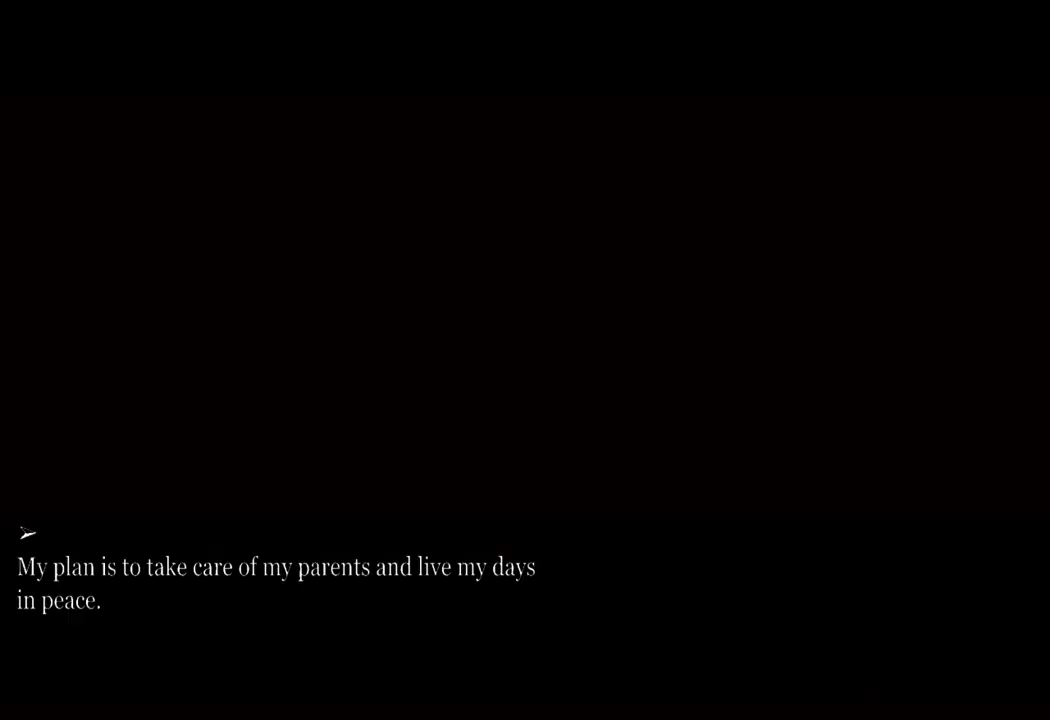 ➢
My plan is to take care of my parents and live my days
in peace.